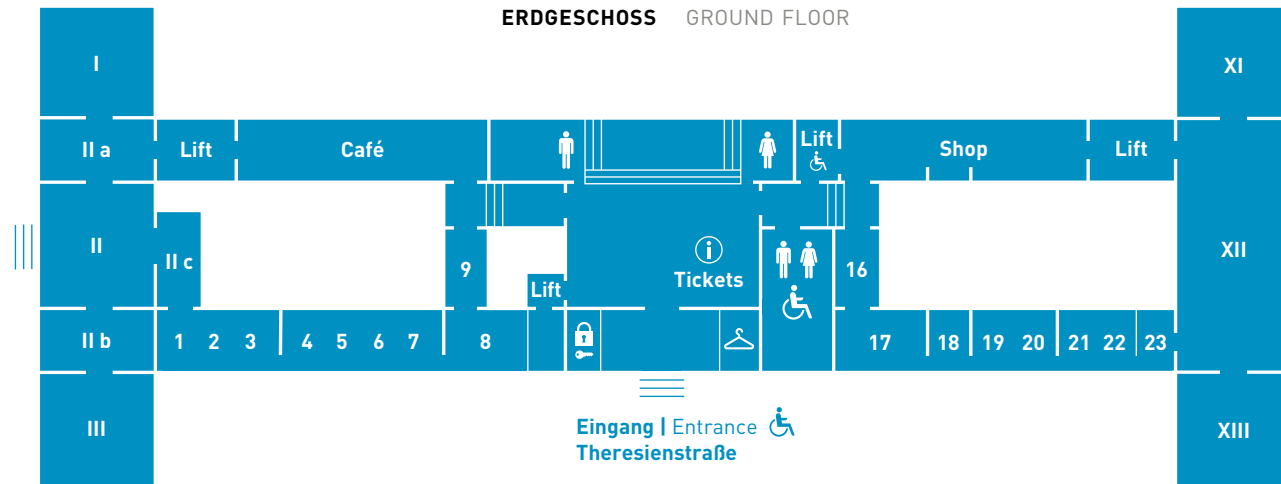 ERDGESCHOSS GROUND FLOOR
I
XI
II a
Lift
Café
Lift
Shop
Lift
II
II c
9
i
Tickets
16
XII
Lift
II b
1 2 3 4 5 6 7 8
17 18 19 20 21 22 23
III
Eingang | Entrance
Theresienstraße
XIII